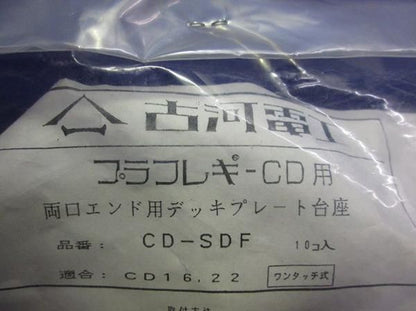 古河電工
プラフレキ-CD用
両口エンド用デッキプレート台座
品番: CD-SDF 10コ入
適合: CD16,22 ワンタッチ式